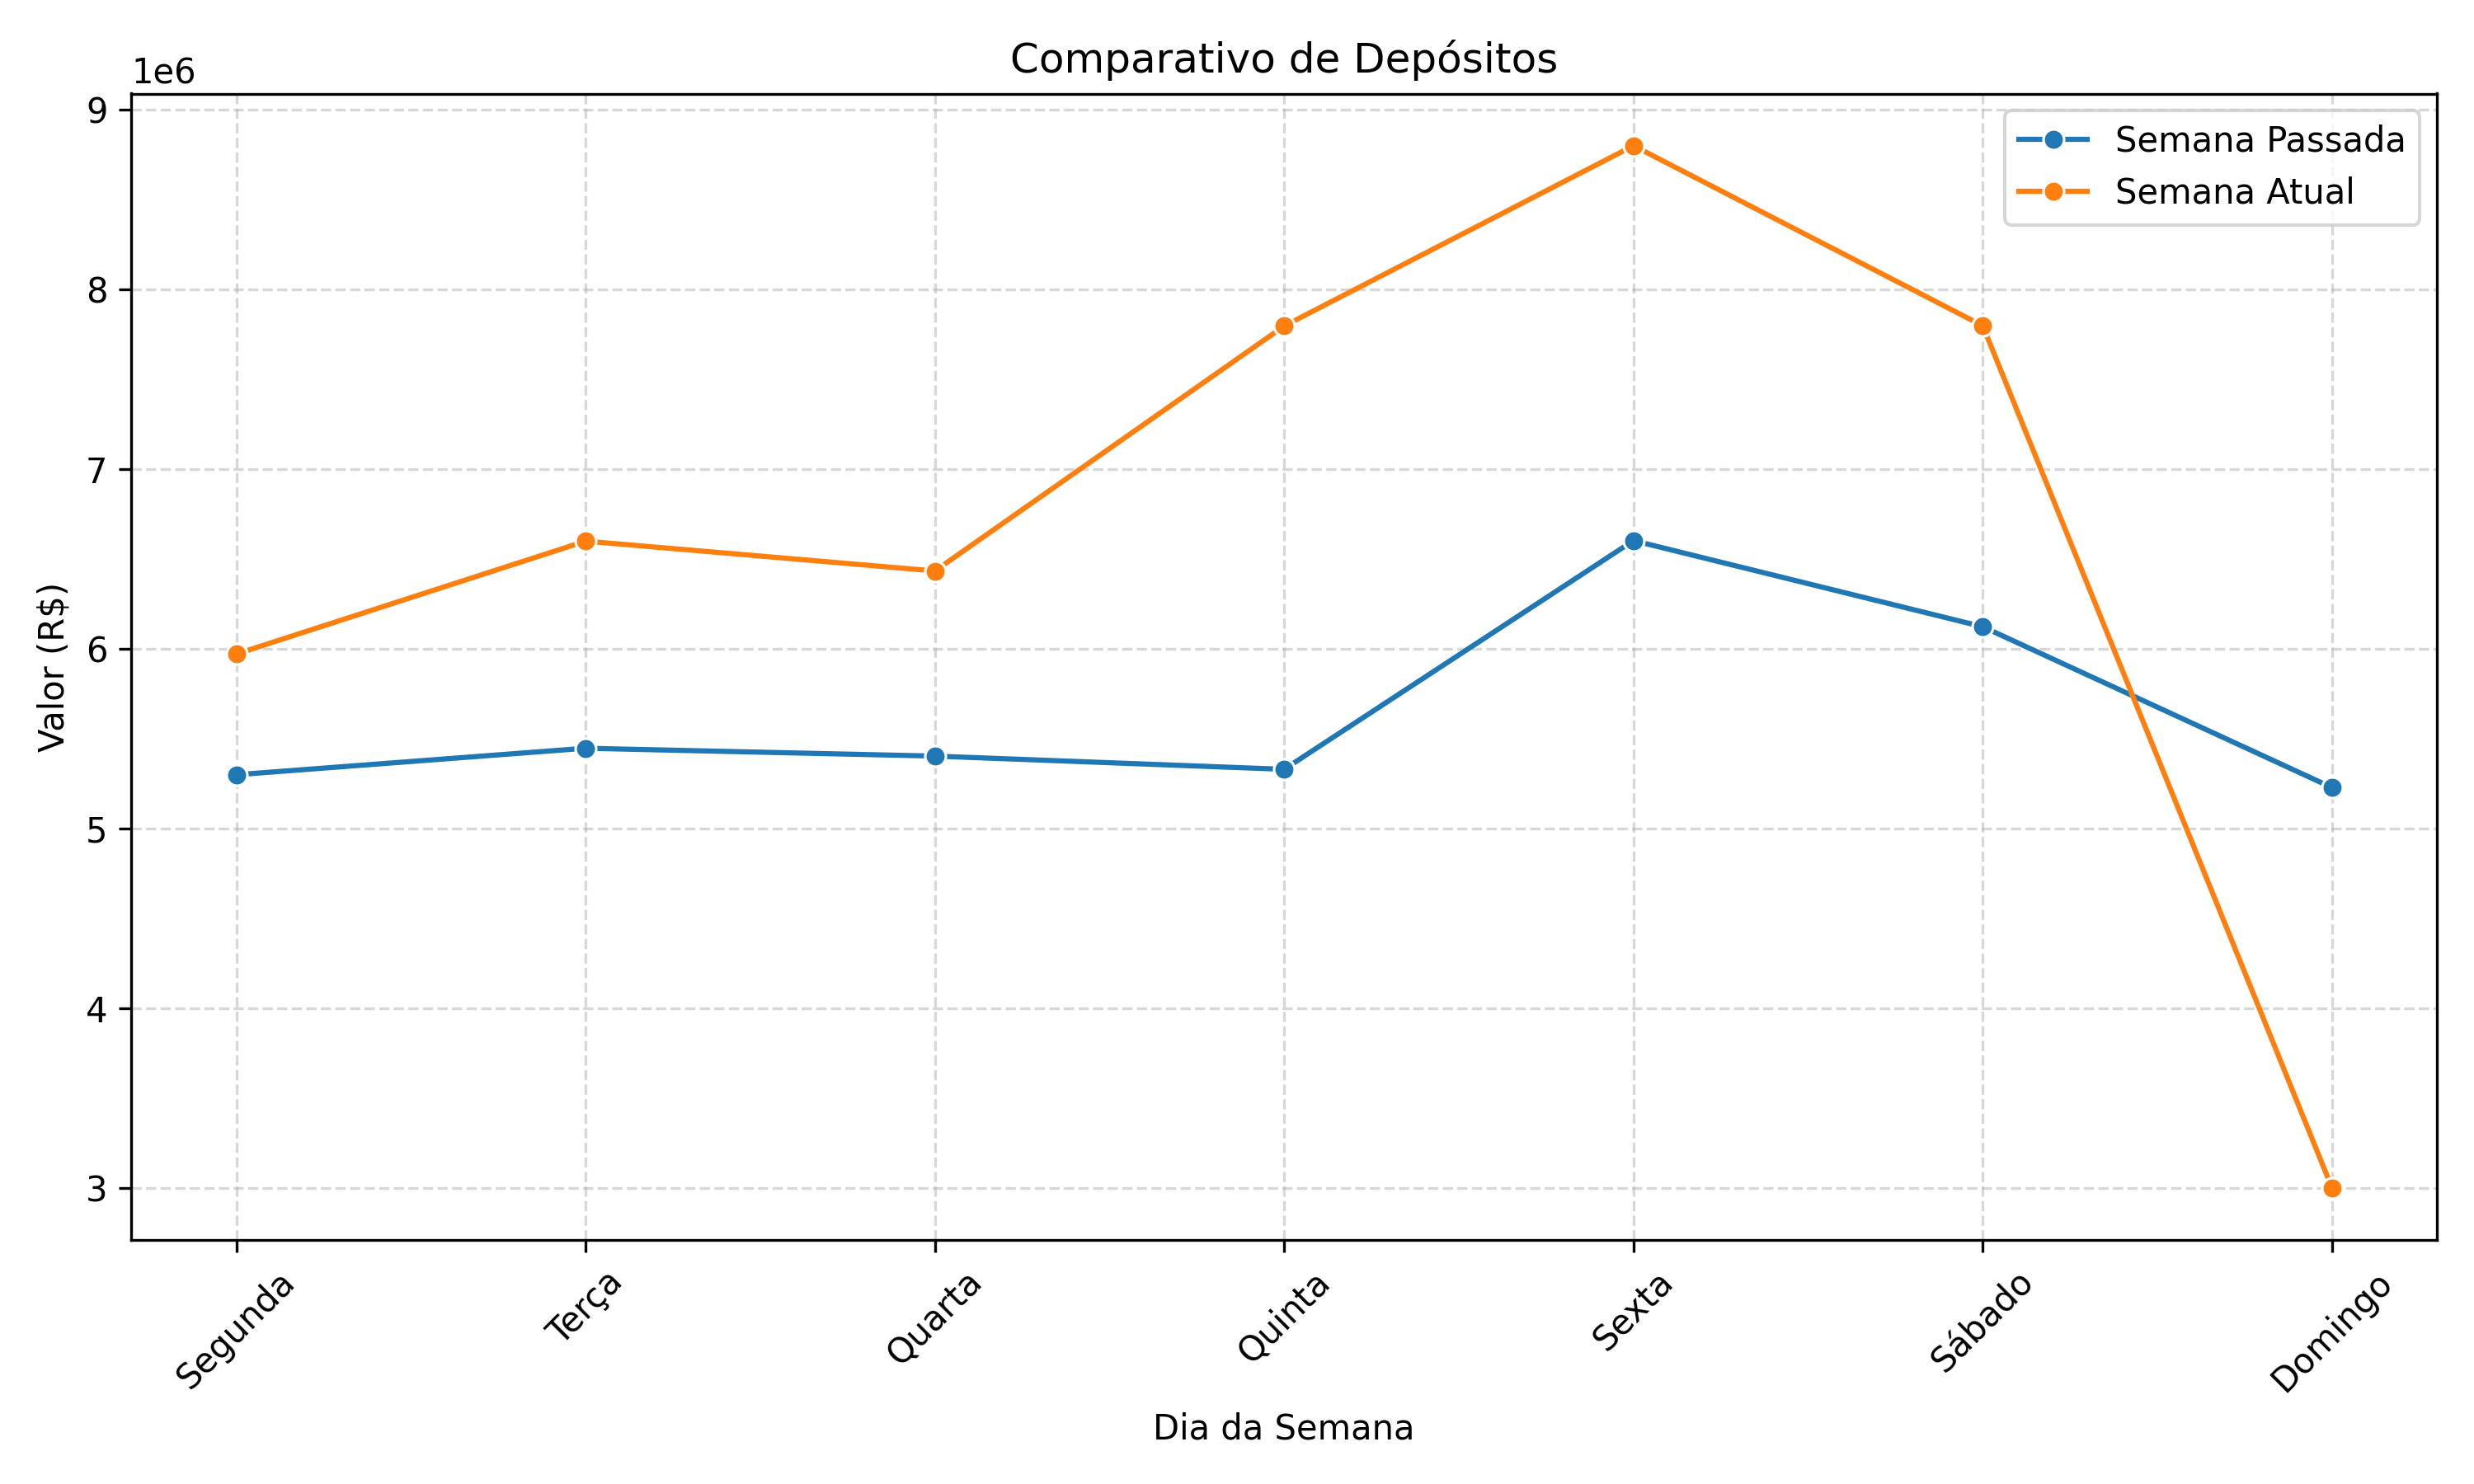 Comparativo de Depósitos
1e6
9
8
7
6
5
4
3
Valor (R$)
Semana Passada
Semana Atual
Segunda
Terça
Quarta
Quinta
Sexta
Sábado
Domingo
Dia da Semana